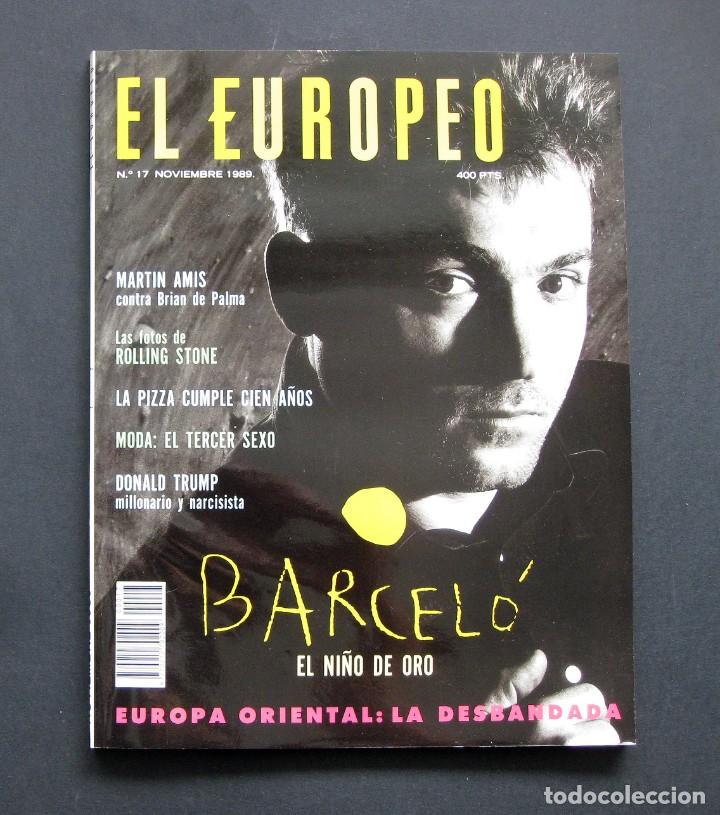 EL EUROPEO
N.º 17 NOVIEMBRE 1989.
400 PTS.
MARTIN AMIS
contra Brian de Palma
Las fotos de
ROLLING STONE
LA PIZZA CUMPLE CIEN AÑOS
MODA: EL TERCER SEXO
DONALD TRUMP
millonario y narcisista
BARCELÓ
EL NIÑO DE ORO
EUROPA ORIENTAL: LA DESBANDADA
todocoleccion